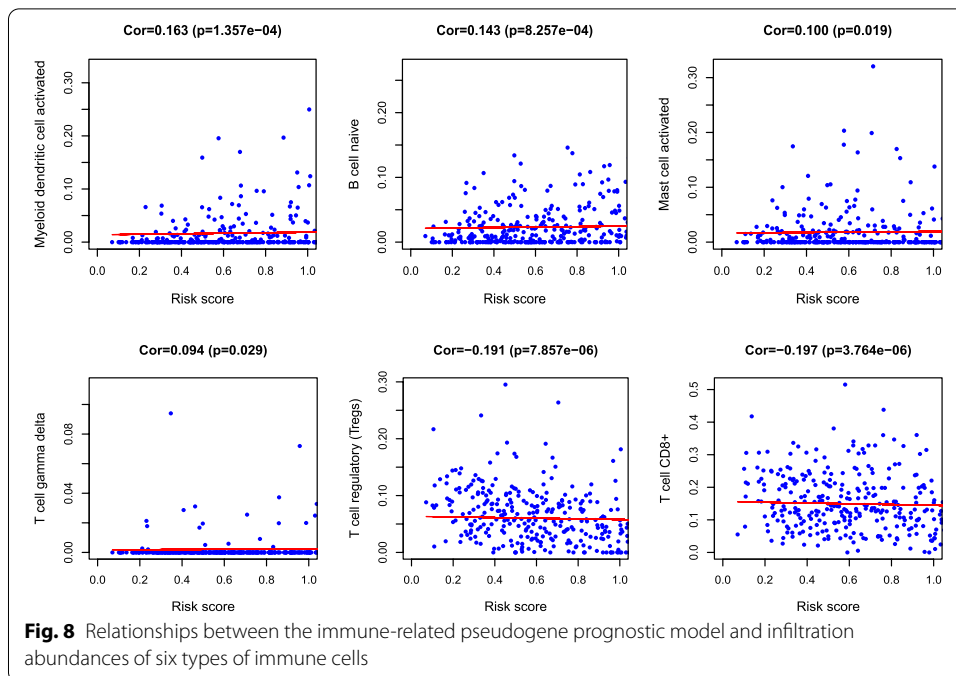 Cor=0.163 (p=1.357e−04)
Myeloid dendritic cell activated
0.30
0.20
0.10
0.00
0.0 0.2 0.4 0.6 0.8 1.0
Risk score
Cor=0.143 (p=8.257e−04)
B cell naive
0.20
0.10
0.00
0.0 0.2 0.4 0.6 0.8 1.0
Risk score
Cor=0.100 (p=0.019)
Mast cell activated
0.30
0.20
0.10
0.00
0.0 0.2 0.4 0.6 0.8 1.0
Risk score
Cor=0.094 (p=0.029)
T cell gamma delta
0.08
0.04
0.00
0.0 0.2 0.4 0.6 0.8 1.0
Risk score
Cor=−0.191 (p=7.857e−06)
T cell regulatory (Tregs)
0.30
0.20
0.10
0.00
0.0 0.2 0.4 0.6 0.8 1.0
Risk score
Cor=−0.197 (p=3.764e−06)
T cell CD8+
0.5
0.4
0.3
0.2
0.1
0.0
0.0 0.2 0.4 0.6 0.8 1.0
Risk score
Fig. 8 Relationships between the immune-related pseudogene prognostic model and infiltration
abundances of six types of immune cells